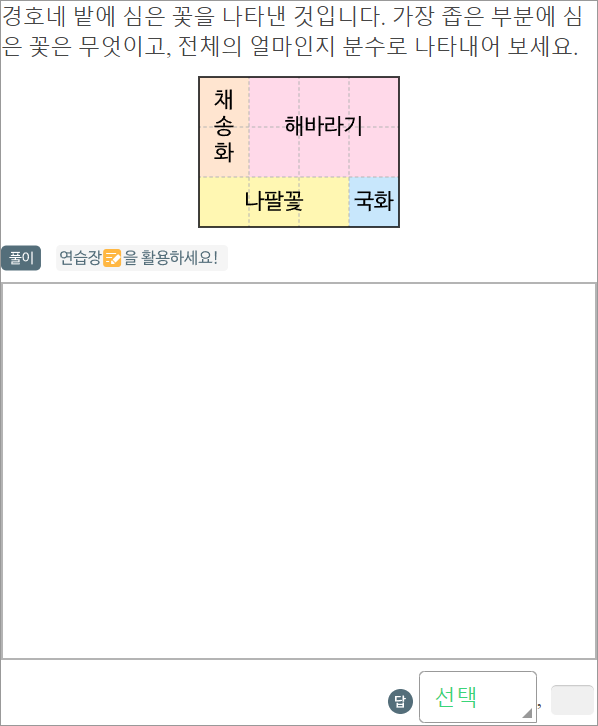 경호네 밭에 심은 꽃을 나타낸 것입니다. 가장 좁은 부분에 심
은 꽃은 무엇이고, 전체의 얼마인지 분수로 나타내어 보세요.
채
송
화
해바라기
나팔꽃
국화
풀이
연습장을 활용하세요!
답
선택
,